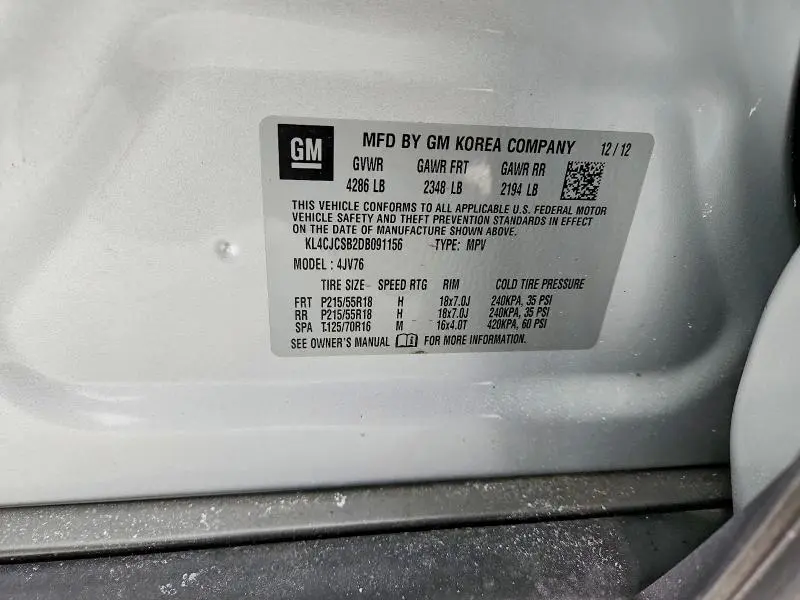 GM MFD BY GM KOREA COMPANY 12/12
GVWR GAWR FRT GAWR RR
4286 LB 2348 LB 2194 LB
THIS VEHICLE CONFORMS TO ALL APPLICABLE U.S. FEDERAL MOTOR
VEHICLE SAFETY AND THEFT PREVENTION STANDARDS IN EFFECT
ON THE DATE OF MANUFACTURE SHOWN ABOVE.
KL4CJCSB2DB091156 TYPE: MPV
MODEL : 4JV76
TIRE SIZE SPEED RTG RIM COLD TIRE PRESSURE
FRT P215/55R18 H 18x7.0J 240KPA, 35 PSI
RR P215/55R18 H 18x7.0J 240KPA, 35 PSI
SPA T125/70R16 M 16x4.0T 420KPA, 60 PSI
SEE OWNER'S MANUAL FOR MORE INFORMATION.